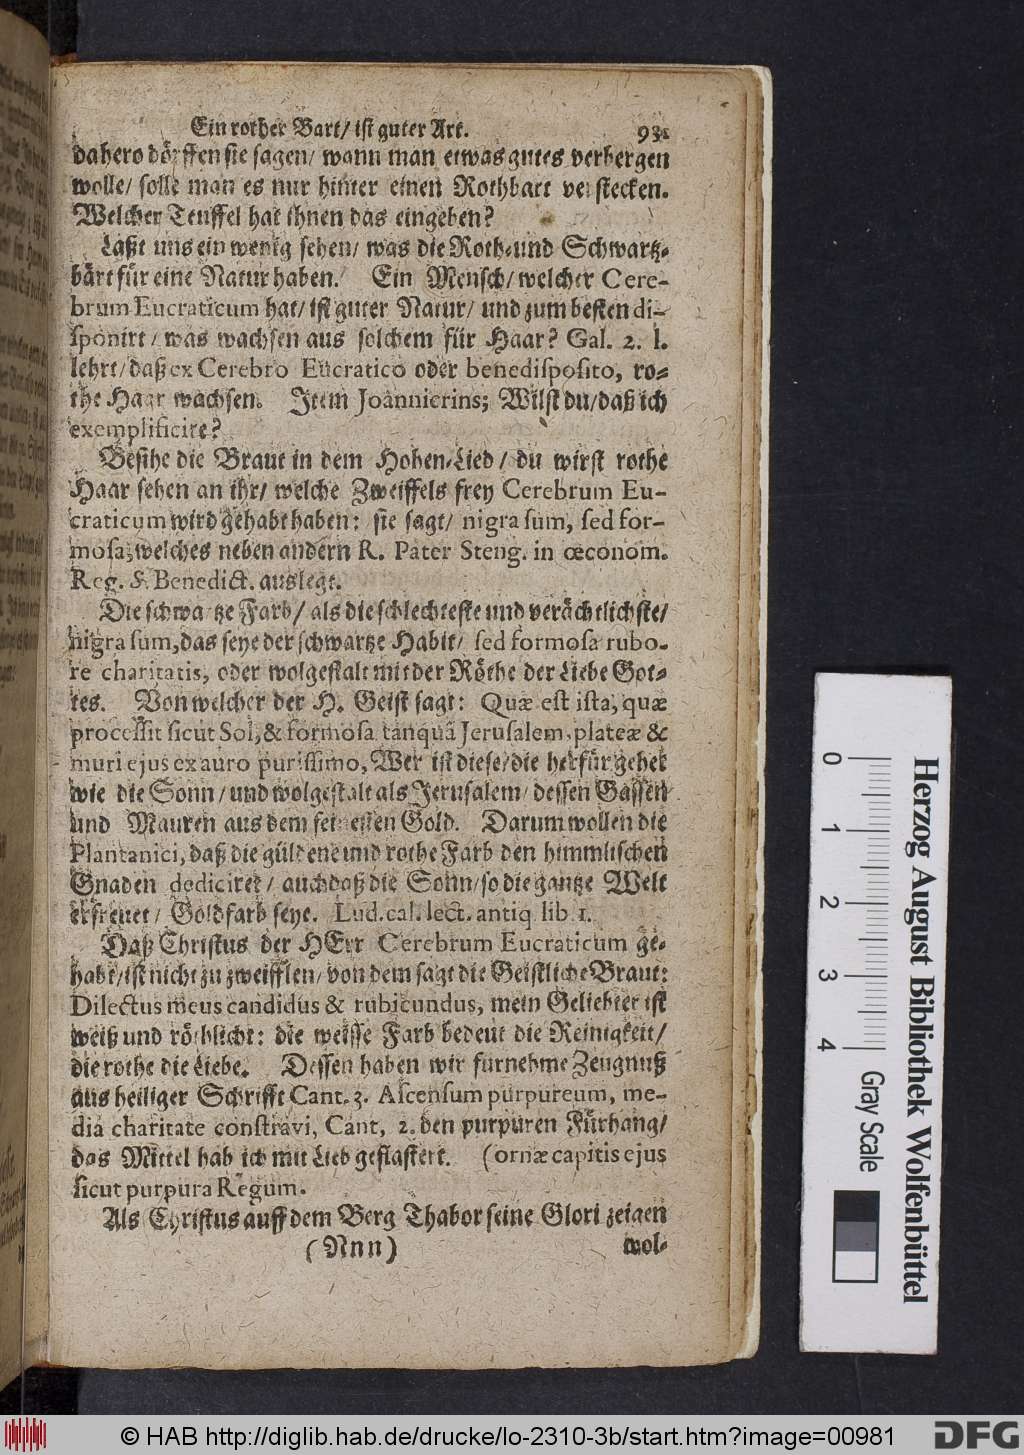 Ein rother Bart/ ist guter Art. 931
dahero dörffen sie sagen/ wann man etwas gutes verbergen
wolle/ solle man es nur hinter einen Rothbart verstecken.
Welcher Teuffel hat ihnen das eingeben?
Laßt uns ein wenig sehen/ was die Roth-und Schwartz-
bärt für eine Natur haben. Ein Mensch/ welcher Cere-
brum Eucraticum hat/ ist guter Natur/ und zum besten di-
sponirt/ was wachsen aus solchem für Haar? Gal. 2. l.
lehrt/ daß ex Cerebro Eucratico oder benedisposito, ro-
the Haar wachsen. Item Joannicrins; Wilst du/ daß ich
exemplificire?
Besihe die Braut in dem Hohen-Lied/ du wirst rothe
Haar sehen an ihr/ welche Zweiffels frey Cerebrum Eu-
craticum wird gehabt haben: sie sagt/ nigra sum, sed for-
mosa, welches neben andern R. Pater Steng. in œconom.
Reg. S. Benedict. auslegt.
Die schwartze Farb/ als die schlechteste und verächtlichste/
nigra sum, das seye der schwartze Habit/ sed formosa rubo-
re charitatis, oder wolgestalt mit der Röthe der Liebe Got-
tes. Von welcher der H. Geist sagt: Quæ est ista, quæ
processit sicut Sol, & formosa tanquā Jerusalem, plateæ &
muri ejus ex auro purissimo, Wer ist diese/ die herfür gehet
wie die Sonn/ und wolgestalt als Jerusalem/ dessen Gassen
und Mauren aus dem feinesten Gold. Darum wollen die
Plantanici, daß die güldene und rothe Farb den himmlischen
Gnaden dediciret/ auch daß die Sonn/ so die gantze Welt
erfreuet/ Goldfarb seye. Lud. cal. lect. antiq. lib. 1.
Daß Christus der HErr Cerebrum Eucraticum ge-
habt/ ist nicht zu zweifflen/ von dem sagt die Geistliche Braut:
Dilectus meus candidus & rubicundus, mein Geliebter ist
weiß und röthlicht: die weisse Farb bedeut die Reinigkeit/
die rothe die Liebe. Dessen haben wir fürnehme Zeugnuß
aus heiliger Schrifft Cant. 3. Ascensum purpureum, me-
dia charitate constravi, Cant, 2. den purpuren Fürhang/
das Mittel hab ich mit Lieb geflastert. (ornæ capitis ejus
sicut purpura Regum.
Als Christus auff dem Berg Thabor seine Glori zeigen
(Nnn) wol-
0 1 2 3 4
Gray Scale
Herzog August Bibliothek Wolfenbüttel
© HAB http://diglib.hab.de/drucke/lo-2310-3b/start.htm?image=00981
DFG